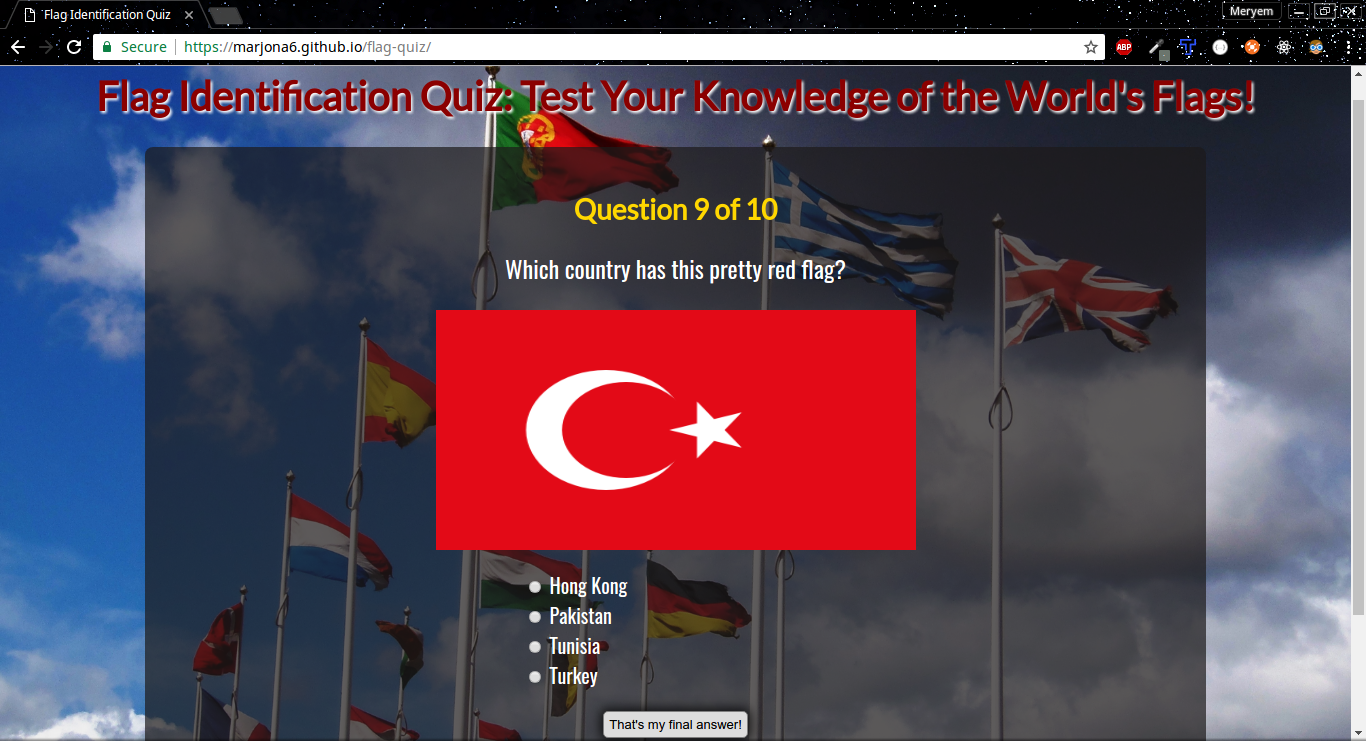 Flag Identification Quiz
Meryem
Secure
https://marjona6.github.io/flag-quiz/
ABP
Flag Identification Quiz: Test Your Knowledge of the World's Flags!
Question 9 of 10
Which country has this pretty red flag?
Hong Kong
Pakistan
Tunisia
Turkey
That's my final answer!